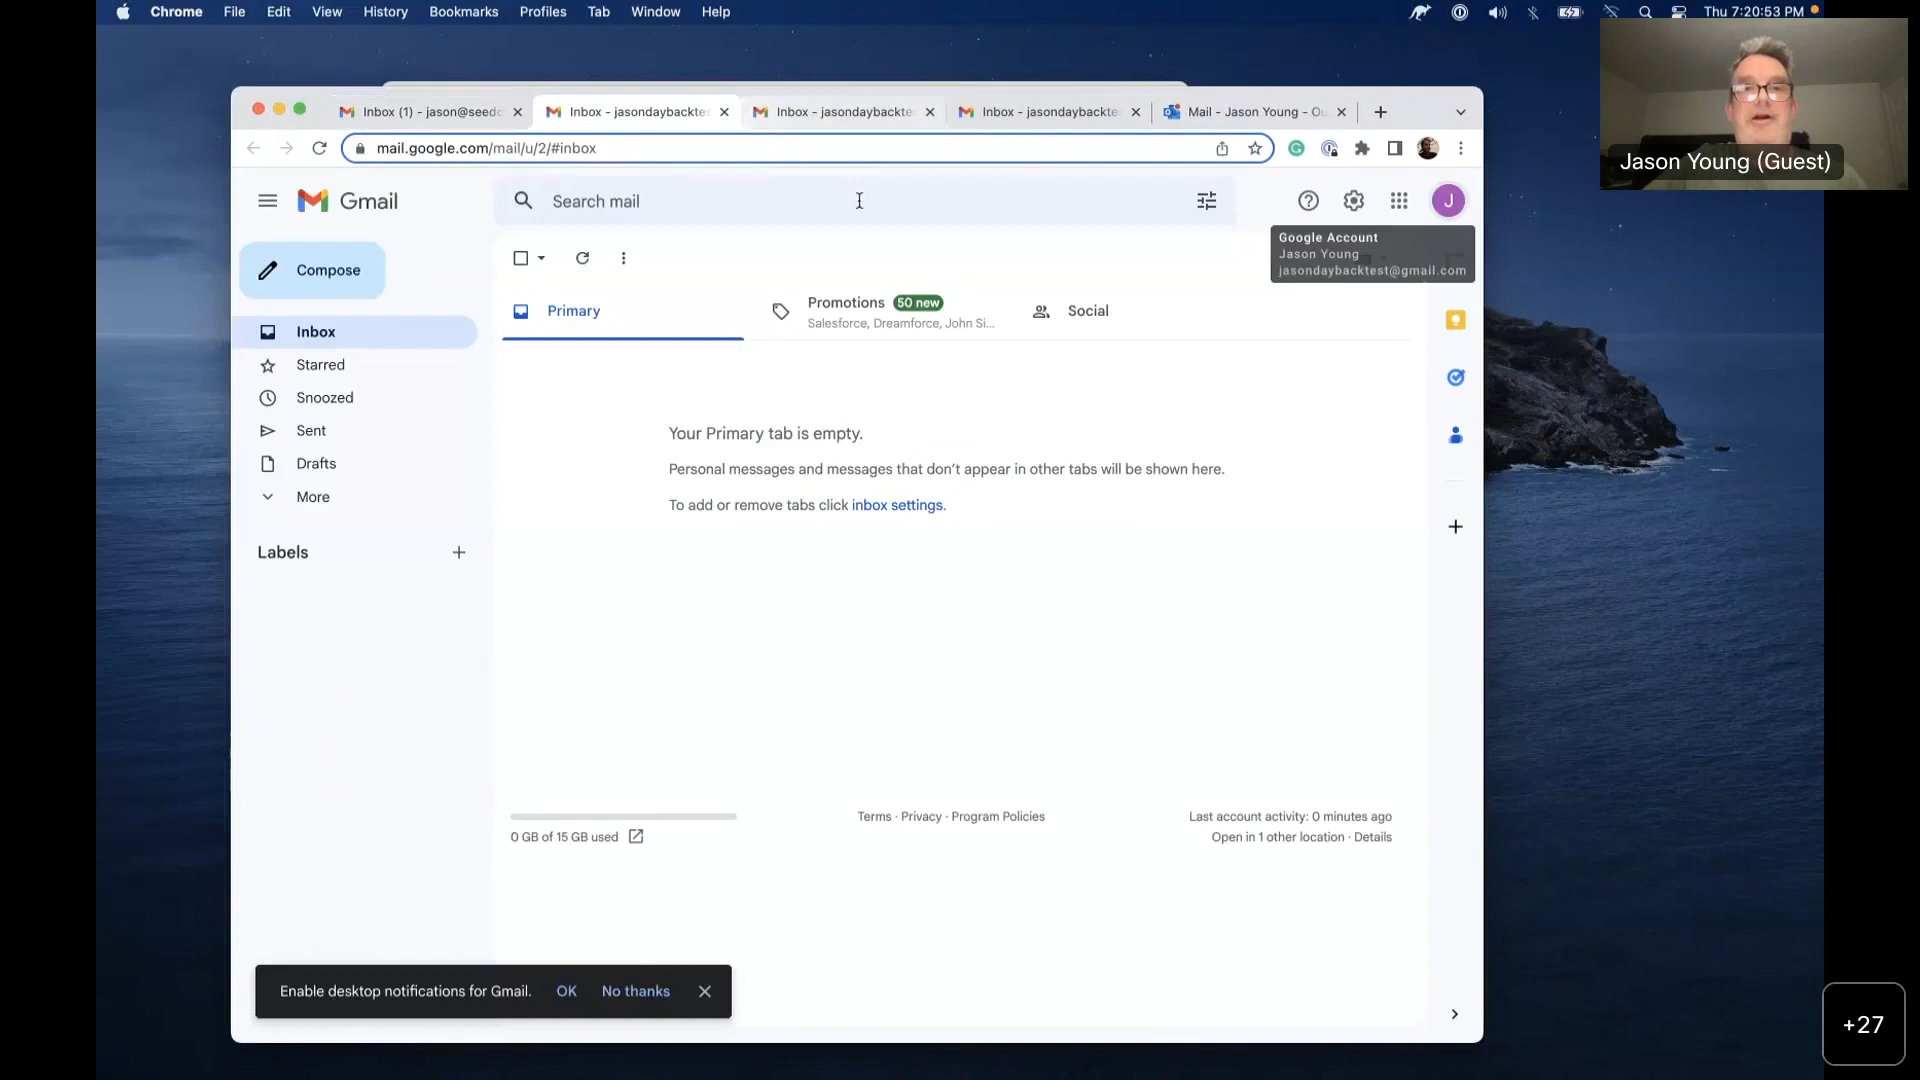 Chrome File Edit View History Bookmarks Profiles Tab Window Help Thu 7:20:53 PM
Inbox (1) - jason@seedc Inbox - jasondaybacktes Inbox - jasondaybacktes Inbox - jasondaybacktes Mail - Jason Young - Ou
mail.google.com/mail/u/2/#inbox
Jason Young (Guest)
Gmail
Search mail
J
Google Account
Jason Young
jasondaybacktest@gmail.com
Compose
Primary
Promotions 50 new
Salesforce, Dreamforce, John Si...
Social
Inbox
Starred
Snoozed
Sent
Drafts
More
Labels
Your Primary tab is empty.
Personal messages and messages that don't appear in other tabs will be shown here.
To add or remove tabs click inbox settings.
0 GB of 15 GB used
Terms · Privacy · Program Policies
Last account activity: 0 minutes ago
Open in 1 other location · Details
Enable desktop notifications for Gmail. OK No thanks
+27